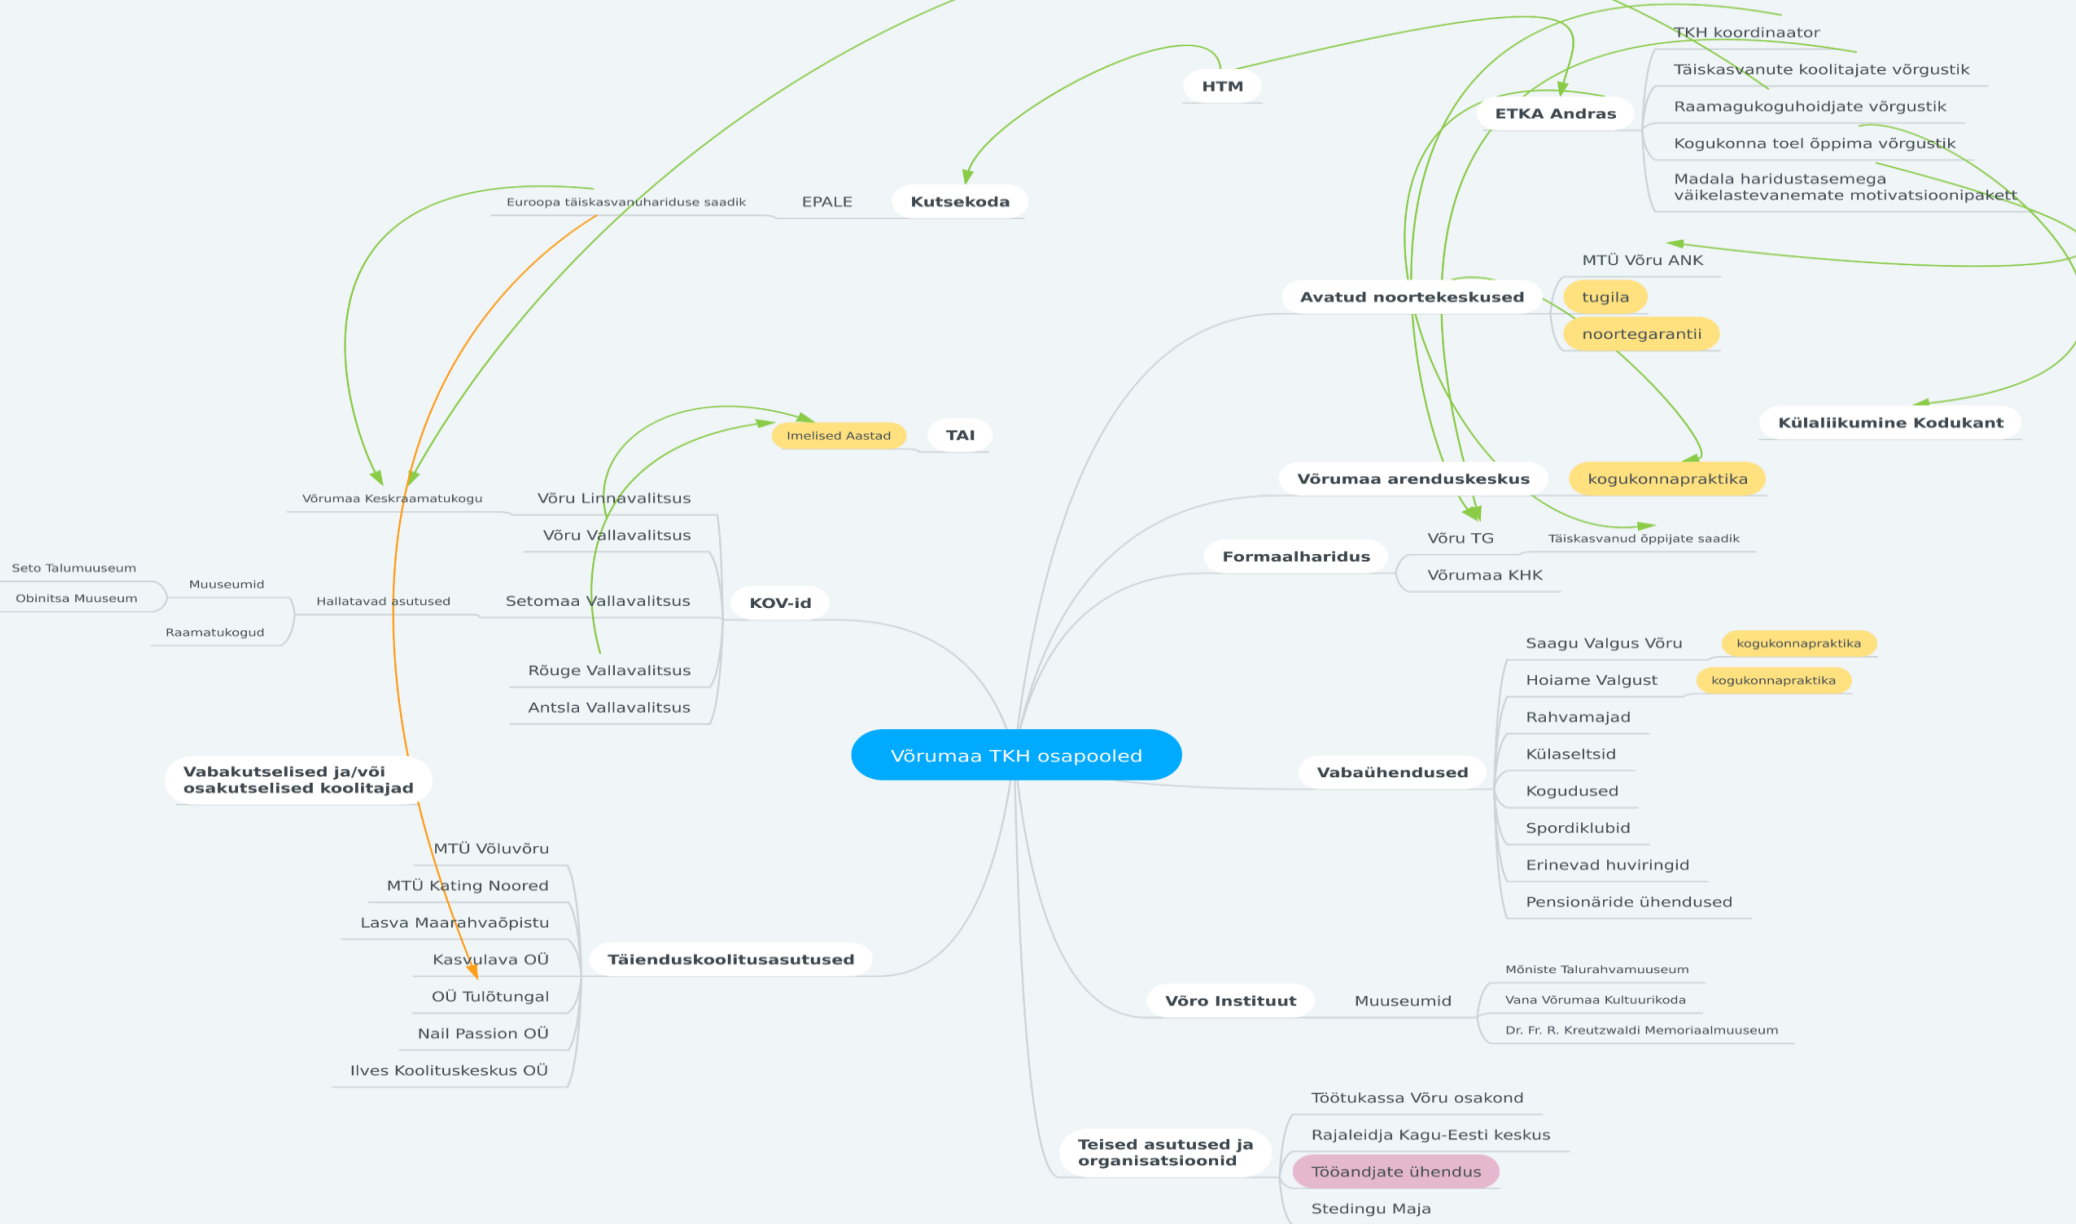 TKH koordinaator
Täiskasvanute koolitajate võrgustik
HTM
Raamagukoguhoidjate võrgustik
ETKA Andras
Kogukonna toel õppima võrgustik
Madala haridustasemega
väikelastevanemate motivatsioonipakett
Euroopa täiskasvanuhariduse saadik
EPALE
Kutsekoda
MTÜ Võru ANK
Avatud noortekeskused
tugila
noortegarantii
Külaliikumine Kodukant
Imelised Aastad
TAI
Võrumaa arenduskeskus
kogukonnapraktika
Võrumaa Keskraamatukogu
Võru Linnavalitsus
Võru Vallavalitsus
Võru TG
Täiskasvanud õppijate saadik
Formaalharidus
Võrumaa KHK
Seto Talumuuseum
Muuseumid
Obinitsa Muuseum
Hallatavad asutused
Setomaa Vallavalitsus
KOV-id
Raamatukogud
Rõuge Vallavalitsus
Antsla Vallavalitsus
Saagu Valgus Võru
kogukonnapraktika
Hoiame Valgust
kogukonnapraktika
Rahvamajad
Võrumaa TKH osapooled
Külaseltsid
Vabaühendused
Kogudused
Spordiklubid
Erinevad huviringid
Pensionäride ühendused
Vabakutselised ja/või
osakutselised koolitajad
MTÜ Võluvõru
MTÜ Kating Noored
Lasva Maarahvaõpistu
Kasvulava OÜ
Täienduskoolitusasutused
OÜ Tulõtungal
Nail Passion OÜ
Ilves Koolituskeskus OÜ
Mõniste Talurahvamuuseum
Võro Instituut
Muuseumid
Vana Võrumaa Kultuurikoda
Dr. Fr. R. Kreutzwaldi Memoriaalmuuseum
Töötukassa Võru osakond
Rajaleidja Kagu-Eesti keskus
Teised asutused ja
organisatsioonid
Tööandjate ühendus
Stedingu Maja